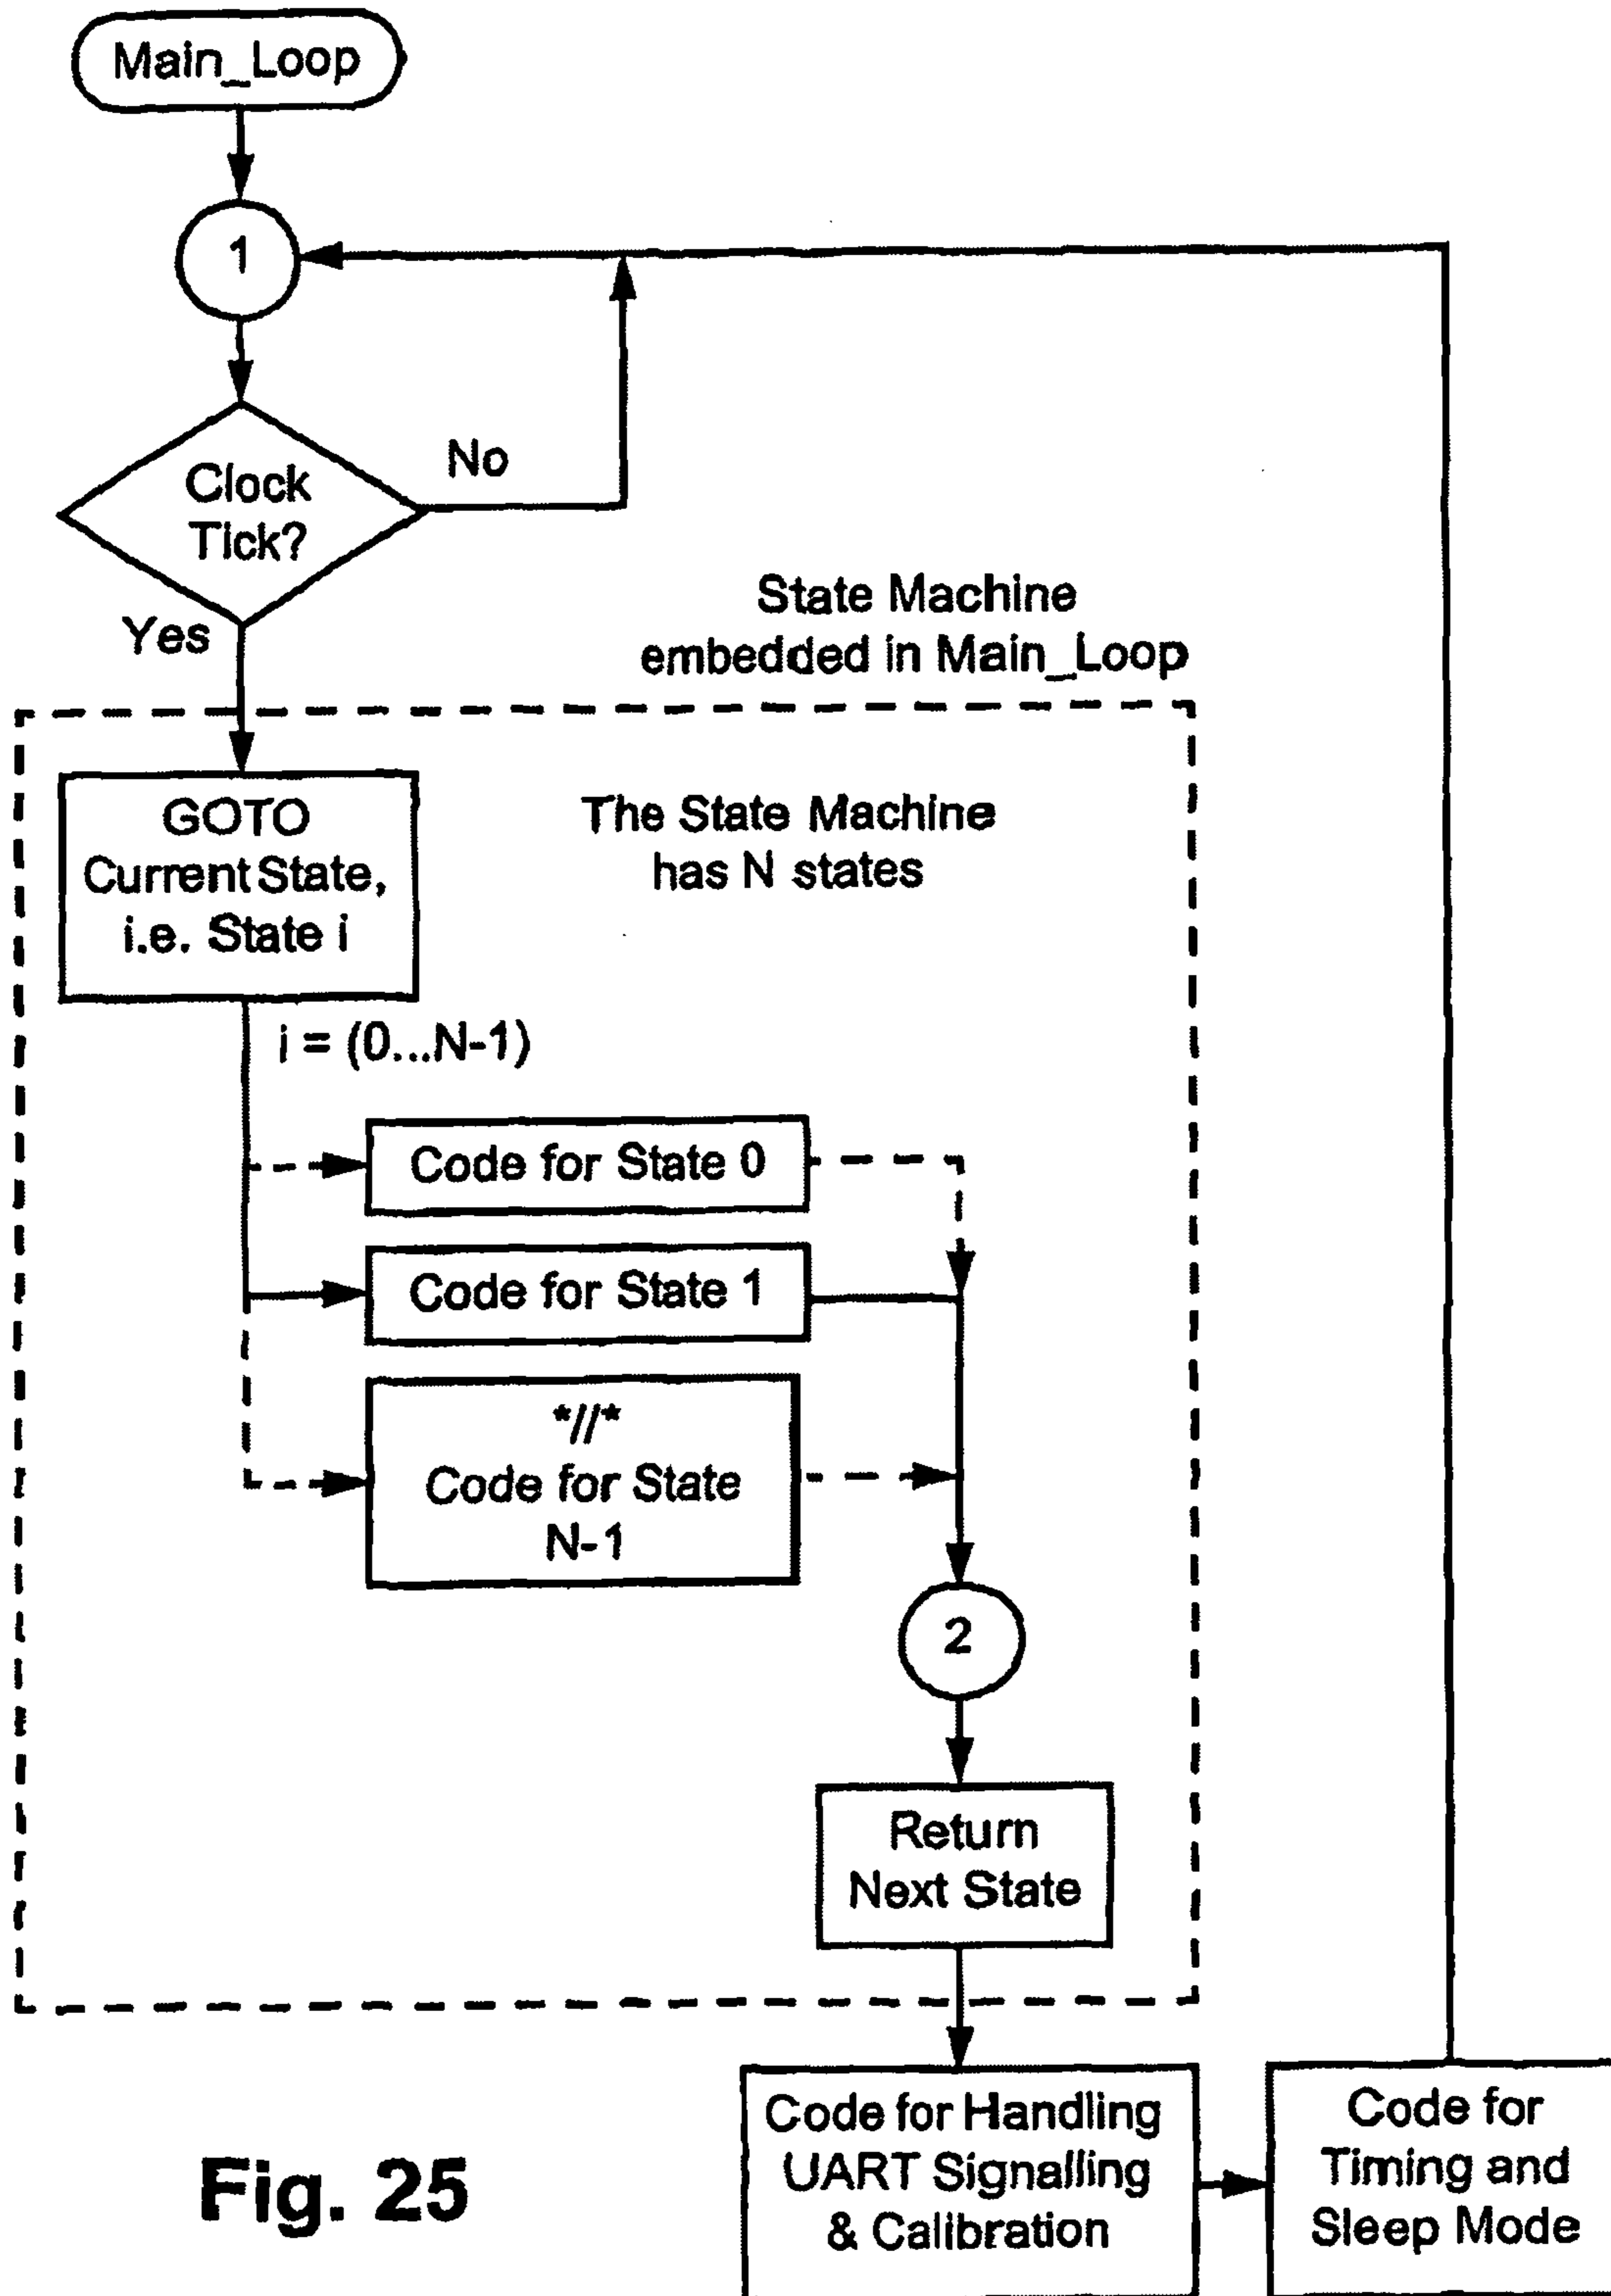 Main_Loop
1
Clock
Tick?
No
Yes
State Machine
embedded in Main_Loop
GOTO
Current State,
i.e. State i
The State Machine
has N states
i = (0...N-1)
Code for State 0
Code for State 1
*//*
Code for State
N-1
2
Return
Next State
Code for Handling
UART Signalling
& Calibration
Code for
Timing and
Sleep Mode
Fig. 25